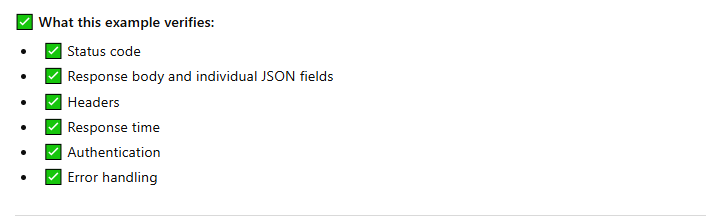 ✅ What this example verifies:
• ✅ Status code
• ✅ Response body and individual JSON fields
• ✅ Headers
• ✅ Response time
• ✅ Authentication
• ✅ Error handling